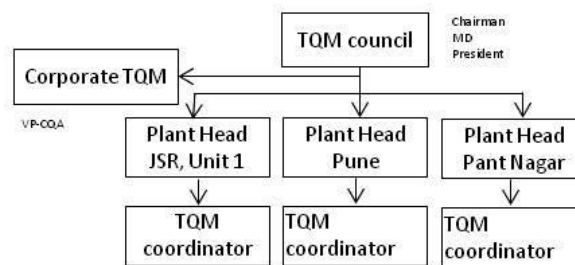 TQM council
Chairman
MD
President
Corporate TQM
VP-CQA
Plant Head
JSR, Unit 1
Plant Head
Pune
Plant Head
Pant Nagar
TQM
coordinator
TQM
coordinator
TQM
coordinator